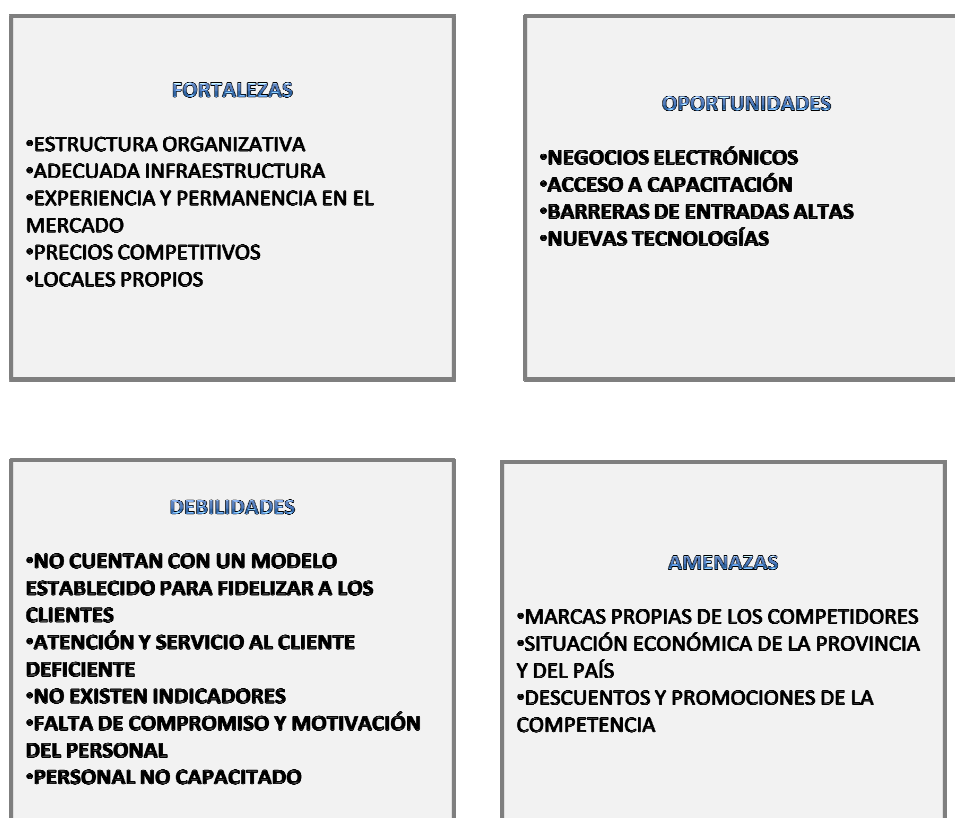 FORTALEZAS
•ESTRUCTURA ORGANIZATIVA
•ADECUADA INFRAESTRUCTURA
•EXPERIENCIA Y PERMANENCIA EN EL
MERCADO
•PRECIOS COMPETITIVOS
•LOCALES PROPIOS
OPORTUNIDADES
•NEGOCIOS ELECTRÓNICOS
•ACCESO A CAPACITACIÓN
•BARRERAS DE ENTRADAS ALTAS
•NUEVAS TECNOLOGÍAS
DEBILIDADES
•NO CUENTAN CON UN MODELO
ESTABLECIDO PARA FIDELIZAR A LOS
CLIENTES
•ATENCIÓN Y SERVICIO AL CLIENTE
DEFICIENTE
•NO EXISTEN INDICADORES
•FALTA DE COMPROMISO Y MOTIVACIÓN
DEL PERSONAL
•PERSONAL NO CAPACITADO
AMENAZAS
•MARCAS PROPIAS DE LOS COMPETIDORES
•SITUACIÓN ECONÓMICA DE LA PROVINCIA
Y DEL PAÍS
•DESCUENTOS Y PROMOCIONES DE LA
COMPETENCIA